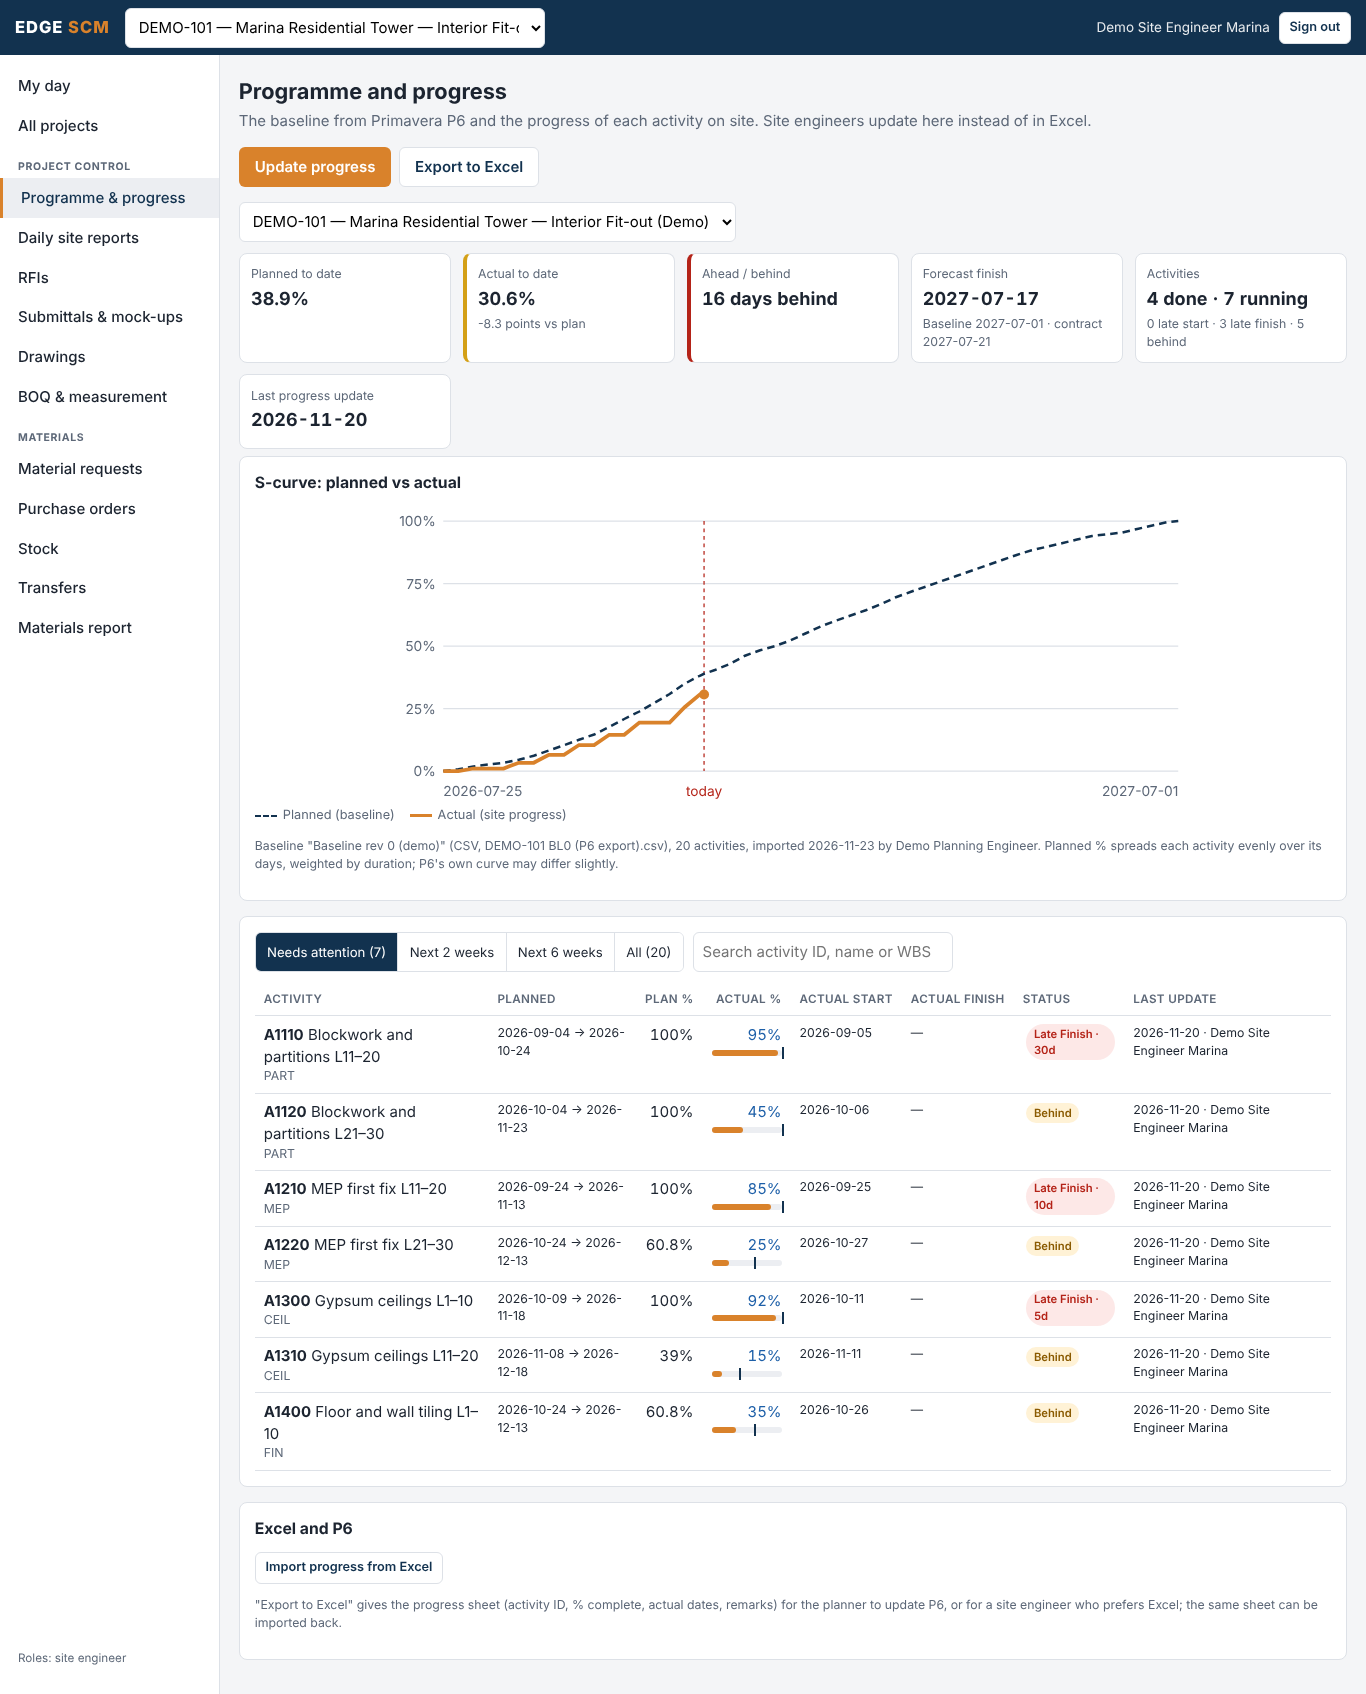 EDGE SCM
DEMO-101 — Marina Residential Tower — Interior Fit-
Demo Site Engineer Marina
Sign out
My day
All projects
PROJECT CONTROL
Programme & progress
Daily site reports
RFIs
Submittals & mock-ups
Drawings
BOQ & measurement
MATERIALS
Material requests
Purchase orders
Stock
Transfers
Materials report
Roles: site engineer
Programme and progress
The baseline from Primavera P6 and the progress of each activity on site. Site engineers update here instead of in Excel.
Update progress
Export to Excel
DEMO-101 — Marina Residential Tower — Interior Fit-out (Demo)
Planned to date
38.9%
Actual to date
30.6%
-8.3 points vs plan
Ahead / behind
16 days behind
Forecast finish
2027-07-17
Baseline 2027-07-01 · contract
2027-07-21
Activities
4 done · 7 running
0 late start · 3 late finish · 5
behind
Last progress update
2026-11-20
S-curve: planned vs actual
100%
75%
50%
25%
0%
2026-07-25
today
2027-07-01
Planned (baseline)
Actual (site progress)
Baseline "Baseline rev 0 (demo)" (CSV, DEMO-101 BL0 (P6 export).csv), 20 activities, imported 2026-11-23 by Demo Planning Engineer. Planned % spreads each activity evenly over its
days, weighted by duration; P6's own curve may differ slightly.
Needs attention (7)
Next 2 weeks
Next 6 weeks
All (20)
Search activity ID, name or WBS
ACTIVITY PLANNED PLAN % ACTUAL % ACTUAL START ACTUAL FINISH STATUS LAST UPDATE
A1110 Blockwork and 2026-09-04 → 2026- 100% 95% 2026-09-05 — Late Finish · 2026-11-20 · Demo Site
partitions L11–20 10-24 30d Engineer Marina
PART
A1120 Blockwork and 2026-10-04 → 2026- 100% 45% 2026-10-06 — Behind 2026-11-20 · Demo Site
partitions L21–30 11-23 Engineer Marina
PART
A1210 MEP first fix L11–20 2026-09-24 → 2026- 100% 85% 2026-09-25 — Late Finish · 2026-11-20 · Demo Site
MEP 11-13 10d Engineer Marina
A1220 MEP first fix L21–30 2026-10-24 → 2026- 60.8% 25% 2026-10-27 — Behind 2026-11-20 · Demo Site
MEP 12-13 Engineer Marina
A1300 Gypsum ceilings L1–10 2026-10-09 → 2026- 100% 92% 2026-10-11 — Late Finish · 2026-11-20 · Demo Site
CEIL 11-18 5d Engineer Marina
A1310 Gypsum ceilings L11–20 2026-11-08 → 2026- 39% 15% 2026-11-11 — Behind 2026-11-20 · Demo Site
CEIL 12-18 Engineer Marina
A1400 Floor and wall tiling L1– 2026-10-24 → 2026- 60.8% 35% 2026-10-26 — Behind 2026-11-20 · Demo Site
10 12-13 Engineer Marina
FIN
Excel and P6
Import progress from Excel
"Export to Excel" gives the progress sheet (activity ID, % complete, actual dates, remarks) for the planner to update P6, or for a site engineer who prefers Excel; the same sheet can be
imported back.